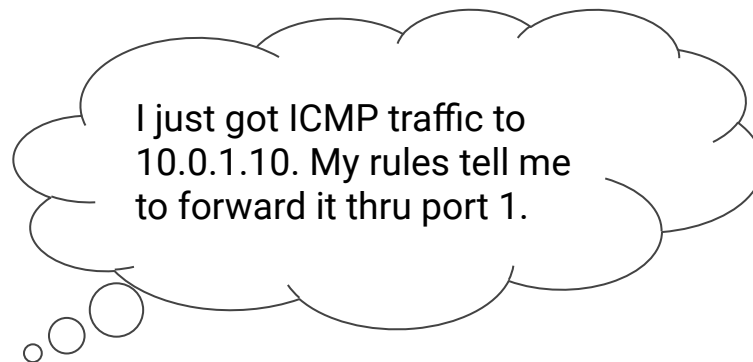 I just got ICMP traffic to
10.0.1.10. My rules tell me
to forward it thru port 1.